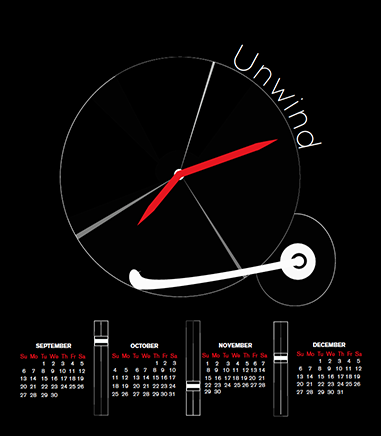 Unwind
SEPTEMBER
Su Mo Tu We Th Fr Sa
1 2 3 4 5
6 7 8 9 10 11 12
13 14 15 16 17 18 19
20 21 22 23 24 25 26
27 28 29 30
OCTOBER
Su Mo Tu We Th Fr Sa
1 2 3
4 5 6 7 8 9 10
11 12 13 14 15 16 17
18 19 20 21 22 23 24
25 26 27 28 29 30 31
NOVEMBER
Su Mo Tu We Th Fr Sa
1 2 3 4 5 6 7
8 9 10 11 12 13 14
15 16 17 18 19 20 21
22 23 24 25 26 27 28
29 30
DECEMBER
Su Mo Tu We Th Fr Sa
1 2 3 4 5
6 7 8 9 10 11 12
13 14 15 16 17 18 19
20 21 22 23 24 25 26
27 28 29 30 31